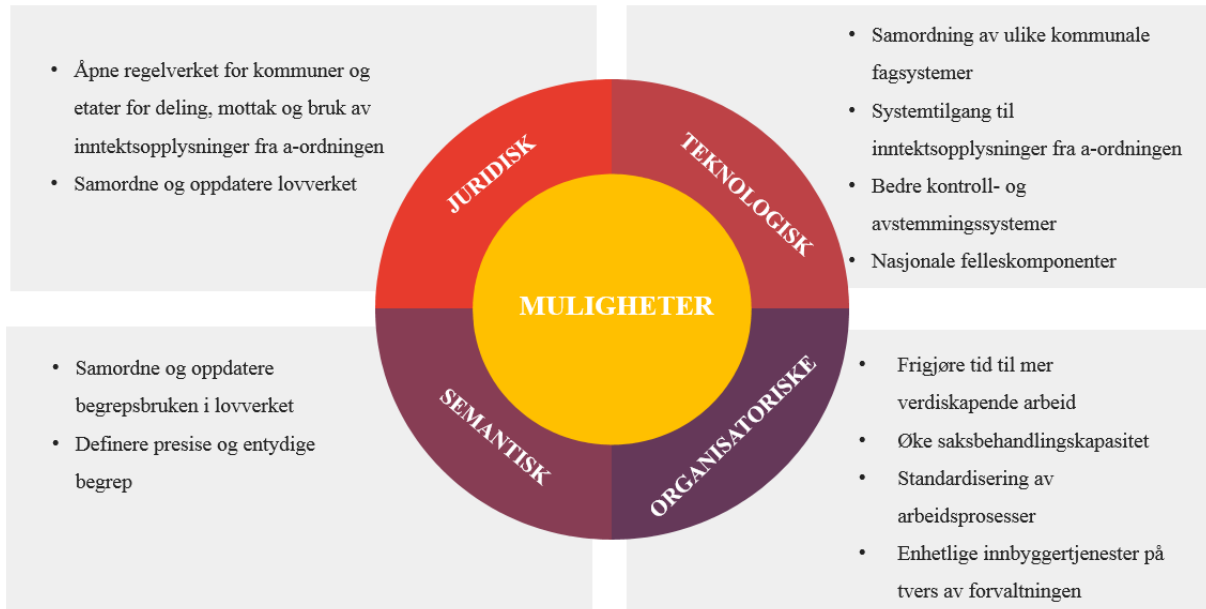 • Åpne regelverket for kommuner og
etater for deling, mottak og bruk av
inntektsopplysninger fra a-ordningen
• Samordne og oppdatere lovverket
JURIDISK
• Samordning av ulike kommunale
fagsystemer
• Systemtilgang til
inntektsopplysninger fra a-ordningen
• Bedre kontroll- og
avstemmingssystemer
• Nasjonale felleskomponenter
TEKNOLOGISK
MULIGHETER
• Samordne og oppdatere
begrepsbruken i lovverket
• Definere presise og entydige
begrep
SEMANTISK
• Frigjøre tid til mer
verdiskapende arbeid
• Øke saksbehandlingskapasitet
• Standardisering av
arbeidsprosesser
• Enhetlige innbyggertjenester på
tvers av forvaltningen
ORGANISATORISKE